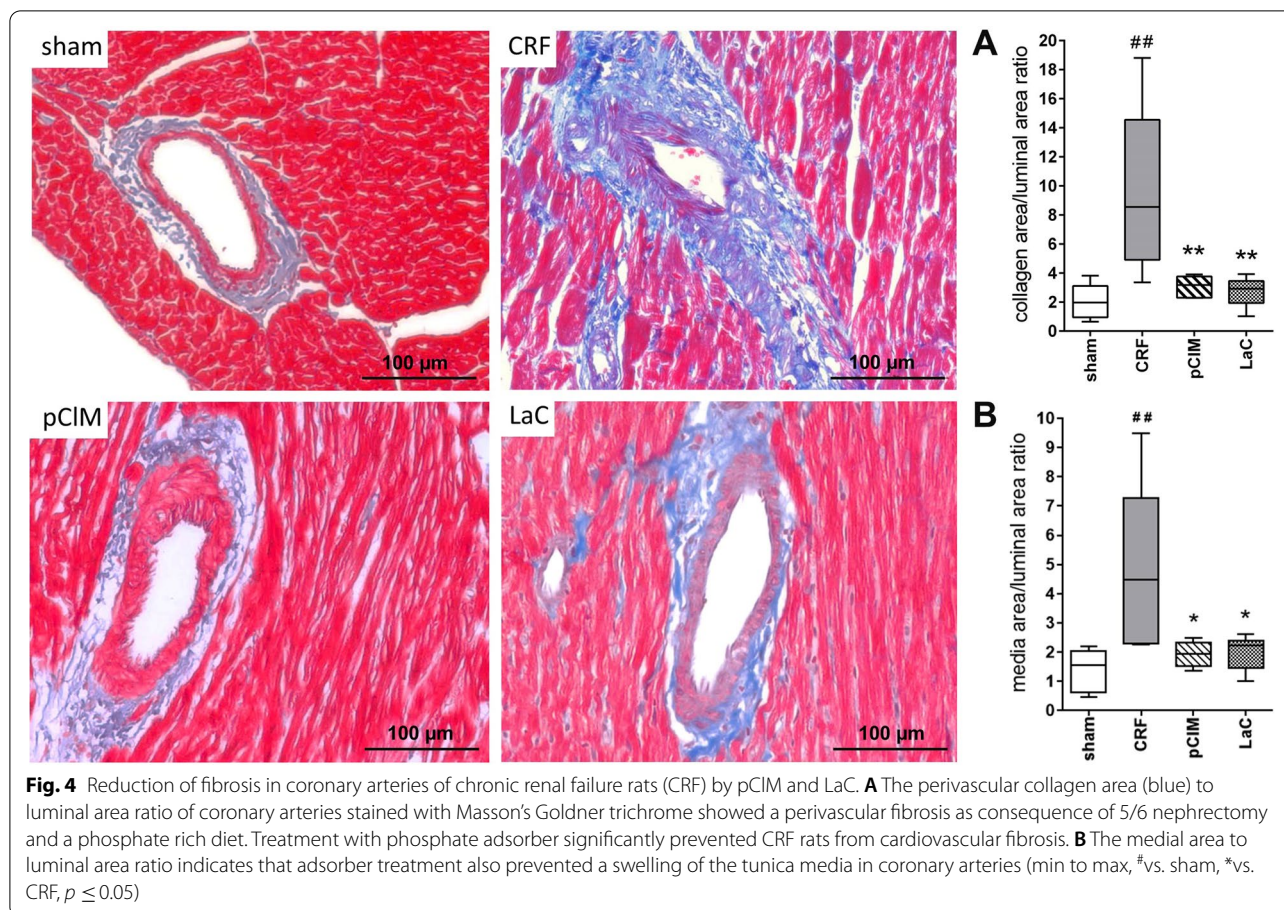 sham
100 µm
CRF
100 µm
pClM
100 µm
LaC
100 µm
A
collagen area/luminal area ratio
20
18
16
14
12
10
8
6
4
2
0
##
**
**
sham
CRF
pClM
LaC
B
media area/luminal area ratio
10
9
8
7
6
5
4
3
2
1
0
##
*
*
sham
CRF
pClM
LaC
Fig. 4 Reduction of fibrosis in coronary arteries of chronic renal failure rats (CRF) by pClM and LaC. A The perivascular collagen area (blue) to
luminal area ratio of coronary arteries stained with Masson's Goldner trichrome showed a perivascular fibrosis as consequence of 5/6 nephrectomy
and a phosphate rich diet. Treatment with phosphate adsorber significantly prevented CRF rats from cardiovascular fibrosis. B The medial area to
luminal area ratio indicates that adsorber treatment also prevented a swelling of the tunica media in coronary arteries (min to max, #vs. sham, *vs.
CRF, p ≤ 0.05)